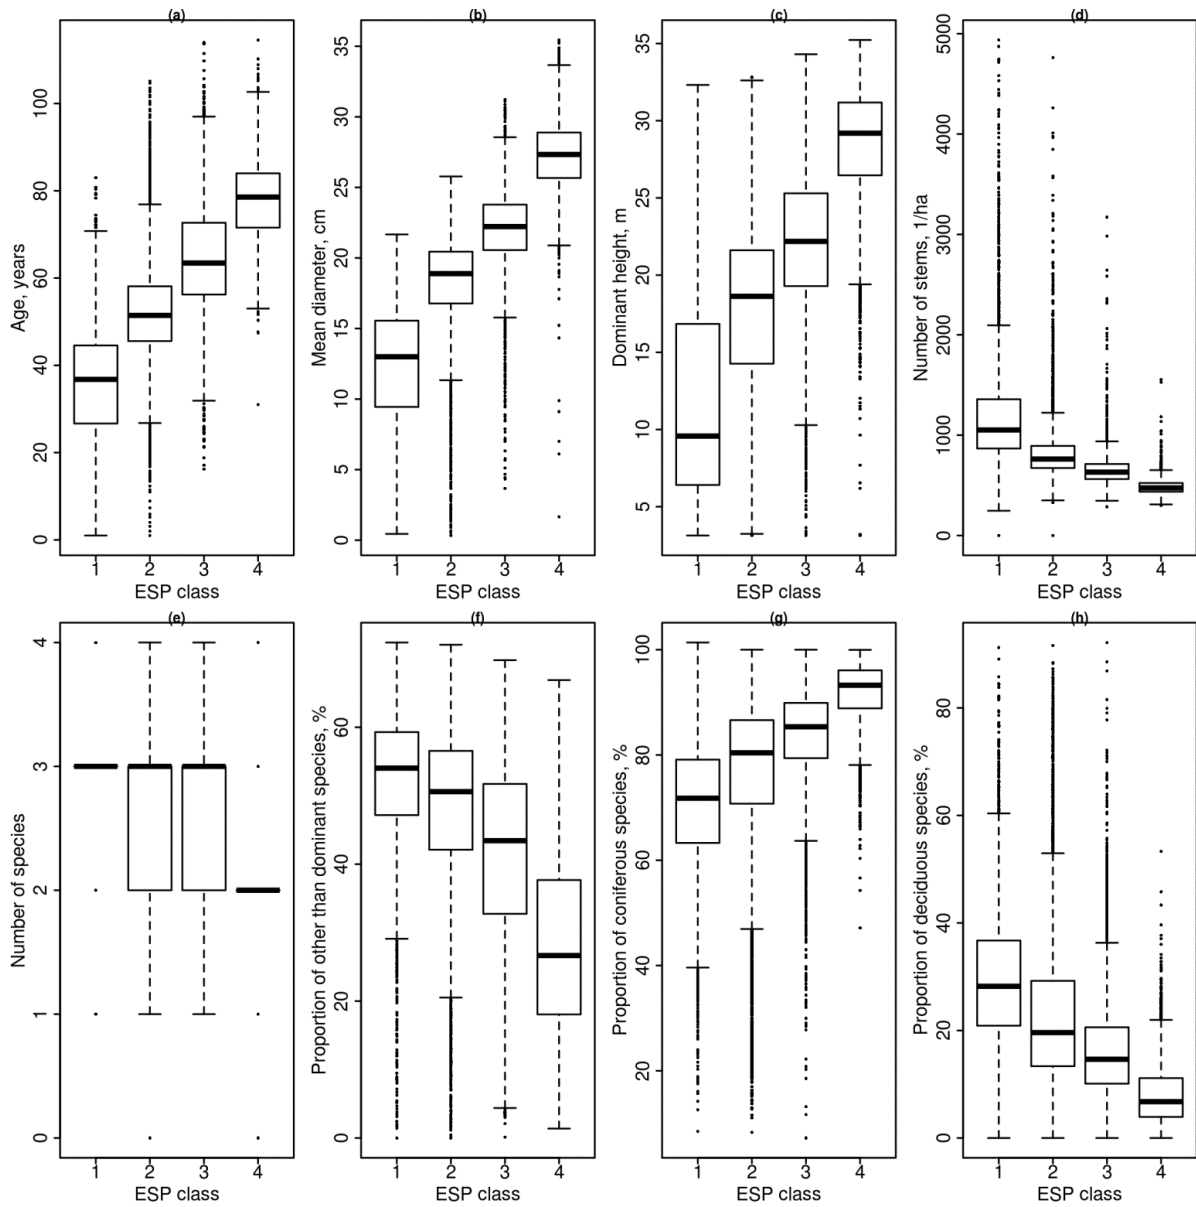 (a)
Age, years
0 20 40 60 80 100
1 2 3 4
ESP class
(b)
Mean diameter, cm
0 5 10 15 20 25 30 35
1 2 3 4
ESP class
(c)
Dominant height, m
5 10 15 20 25 30 35
1 2 3 4
ESP class
(d)
Number of stems, 1/ha
0 1000 2000 3000 4000 5000
1 2 3 4
ESP class
(e)
Number of species
0 1 2 3 4
1 2 3 4
ESP class
(f)
Proportion of other than dominant species, %
0 20 40 60
1 2 3 4
ESP class
(g)
Proportion of coniferous species, %
20 40 60 80 100
1 2 3 4
ESP class
(h)
Proportion of deciduous species, %
0 20 40 60 80
1 2 3 4
ESP class